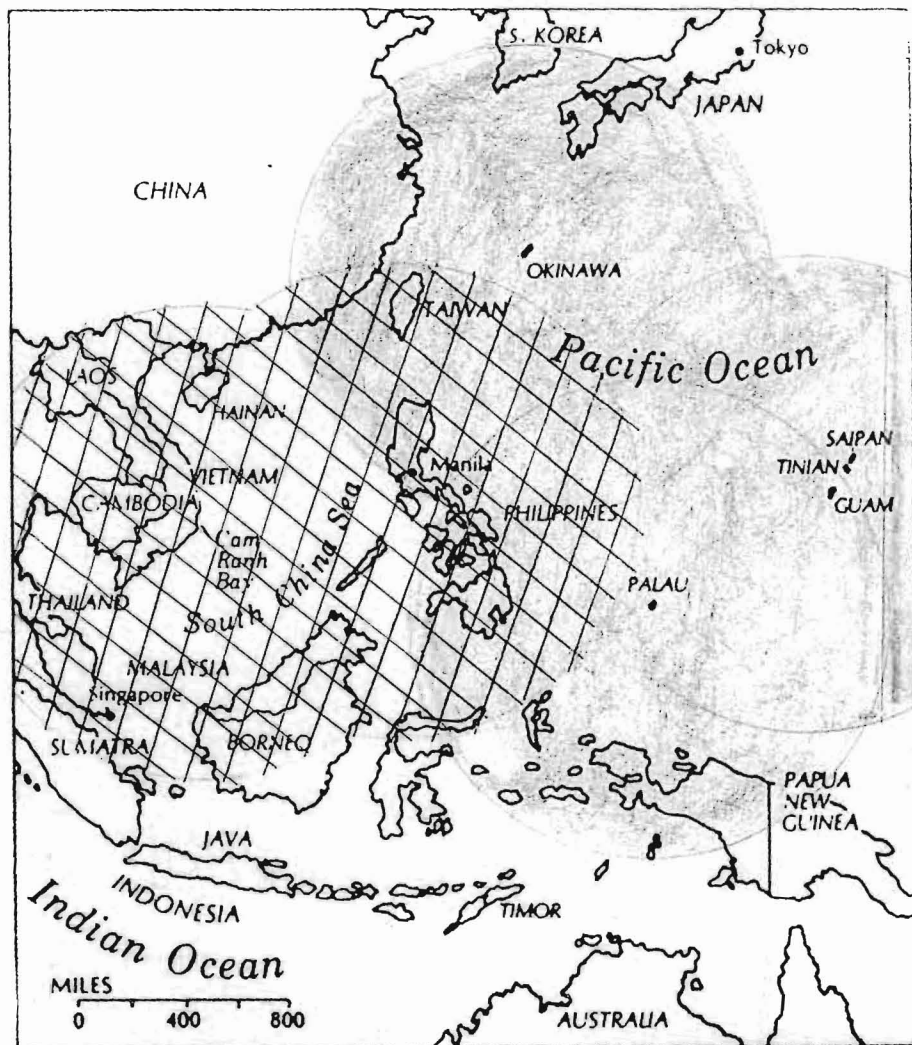 S. KOREA
Tokyo
JAPAN
CHINA
OKINAWA
TAIWAN
Pacific Ocean
LAOS
HAINAN
SAIPAN
TINIAN
GUAM
VIETNAM
Manila
CAMBODIA
PHILIPPINES
Cam
Ranh
Bay
South China Sea
PALAU
THAILAND
MALAYSIA
Singapore
SUMATRA
BORNEO
PAPUA
NEW
GUINEA
JAVA
INDONESIA
TIMOR
Indian Ocean
MILES
0 400 800
AUSTRALIA